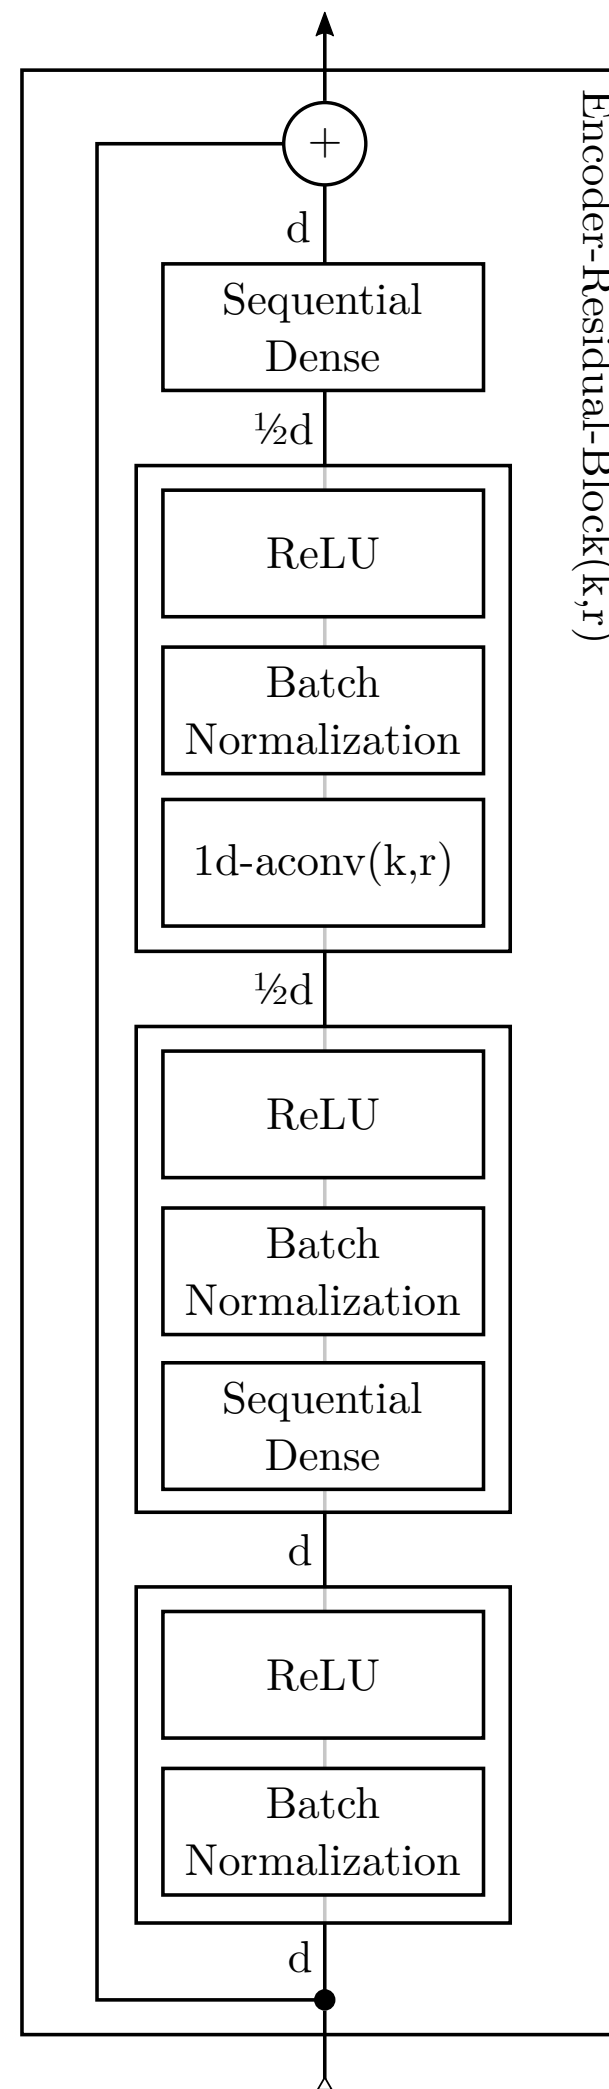 +
Encoder-Residual-Block(k,r)
d
Sequential
Dense
½d
ReLU
Batch
Normalization
1d-aconv(k,r)
½d
ReLU
Batch
Normalization
Sequential
Dense
d
ReLU
Batch
Normalization
d